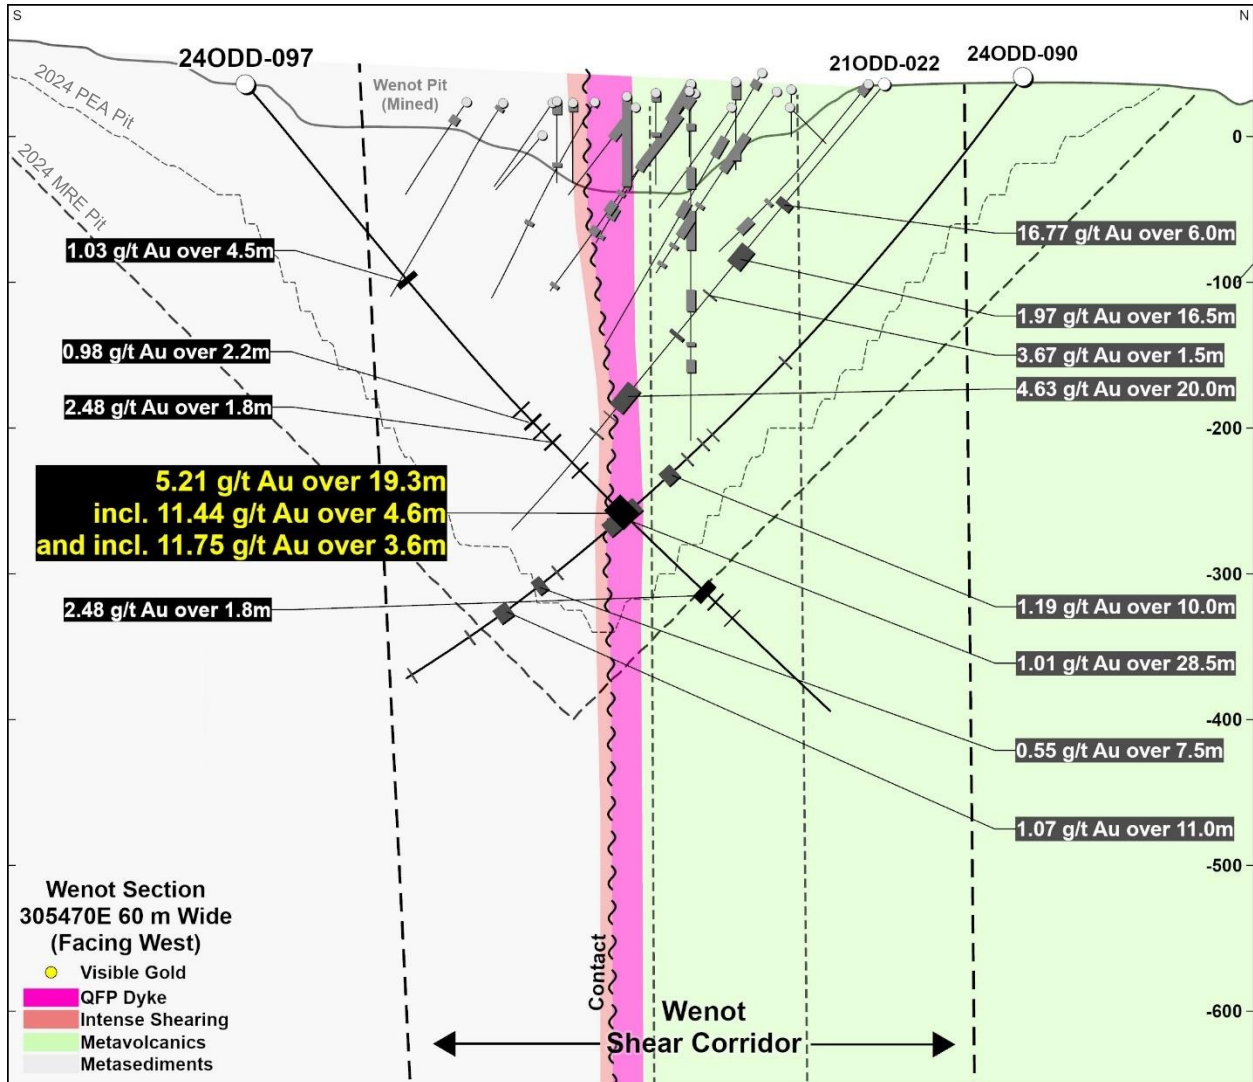 S
N
24ODD-097
21ODD-022
24ODD-090
Wenot Pit
(Mined)
2024 PEA Pit
2024 MRE Pit
0
-100
-200
-300
-400
-500
-600
1.03 g/t Au over 4.5m
0.98 g/t Au over 2.2m
2.48 g/t Au over 1.8m
5.21 g/t Au over 19.3m
incl. 11.44 g/t Au over 4.6m
and incl. 11.75 g/t Au over 3.6m
2.48 g/t Au over 1.8m
16.77 g/t Au over 6.0m
1.97 g/t Au over 16.5m
3.67 g/t Au over 1.5m
4.63 g/t Au over 20.0m
1.19 g/t Au over 10.0m
1.01 g/t Au over 28.5m
0.55 g/t Au over 7.5m
1.07 g/t Au over 11.0m
Wenot Section
305470E 60 m Wide
(Facing West)
Visible Gold
QFP Dyke
Intense Shearing
Metavolcanics
Metasediments
Contact
Wenot
Shear Corridor